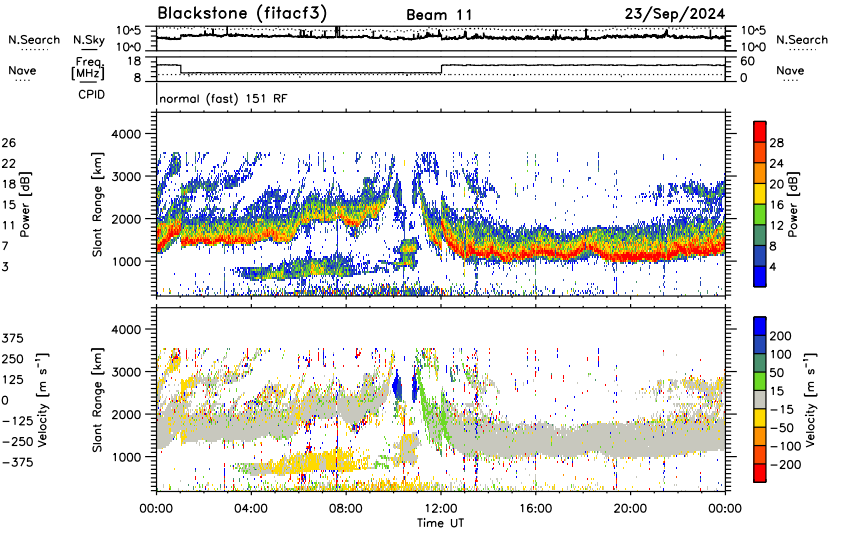 Blackstone (fitacf3) Beam 11 23/Sep/2024
N.Search N.Sky 10^5 10^0 10^5 10^0 N.Search
Nave Freq. [MHz] 18 8 60 0 Nave
CPID normal (fast) 151 RF
26 22 18 15 11 7 3
Power [dB]
Slant Range [km]
4000 3000 2000 1000
28 24 20 16 12 8 4
Power [dB]
375 250 125 0 −125 −250 −375
Velocity [m s⁻¹]
Slant Range [km]
4000 3000 2000 1000
200 100 50 15 −15 −50 −100 −200
Velocity [m s⁻¹]
00:00 04:00 08:00 12:00 16:00 20:00 00:00
Time UT